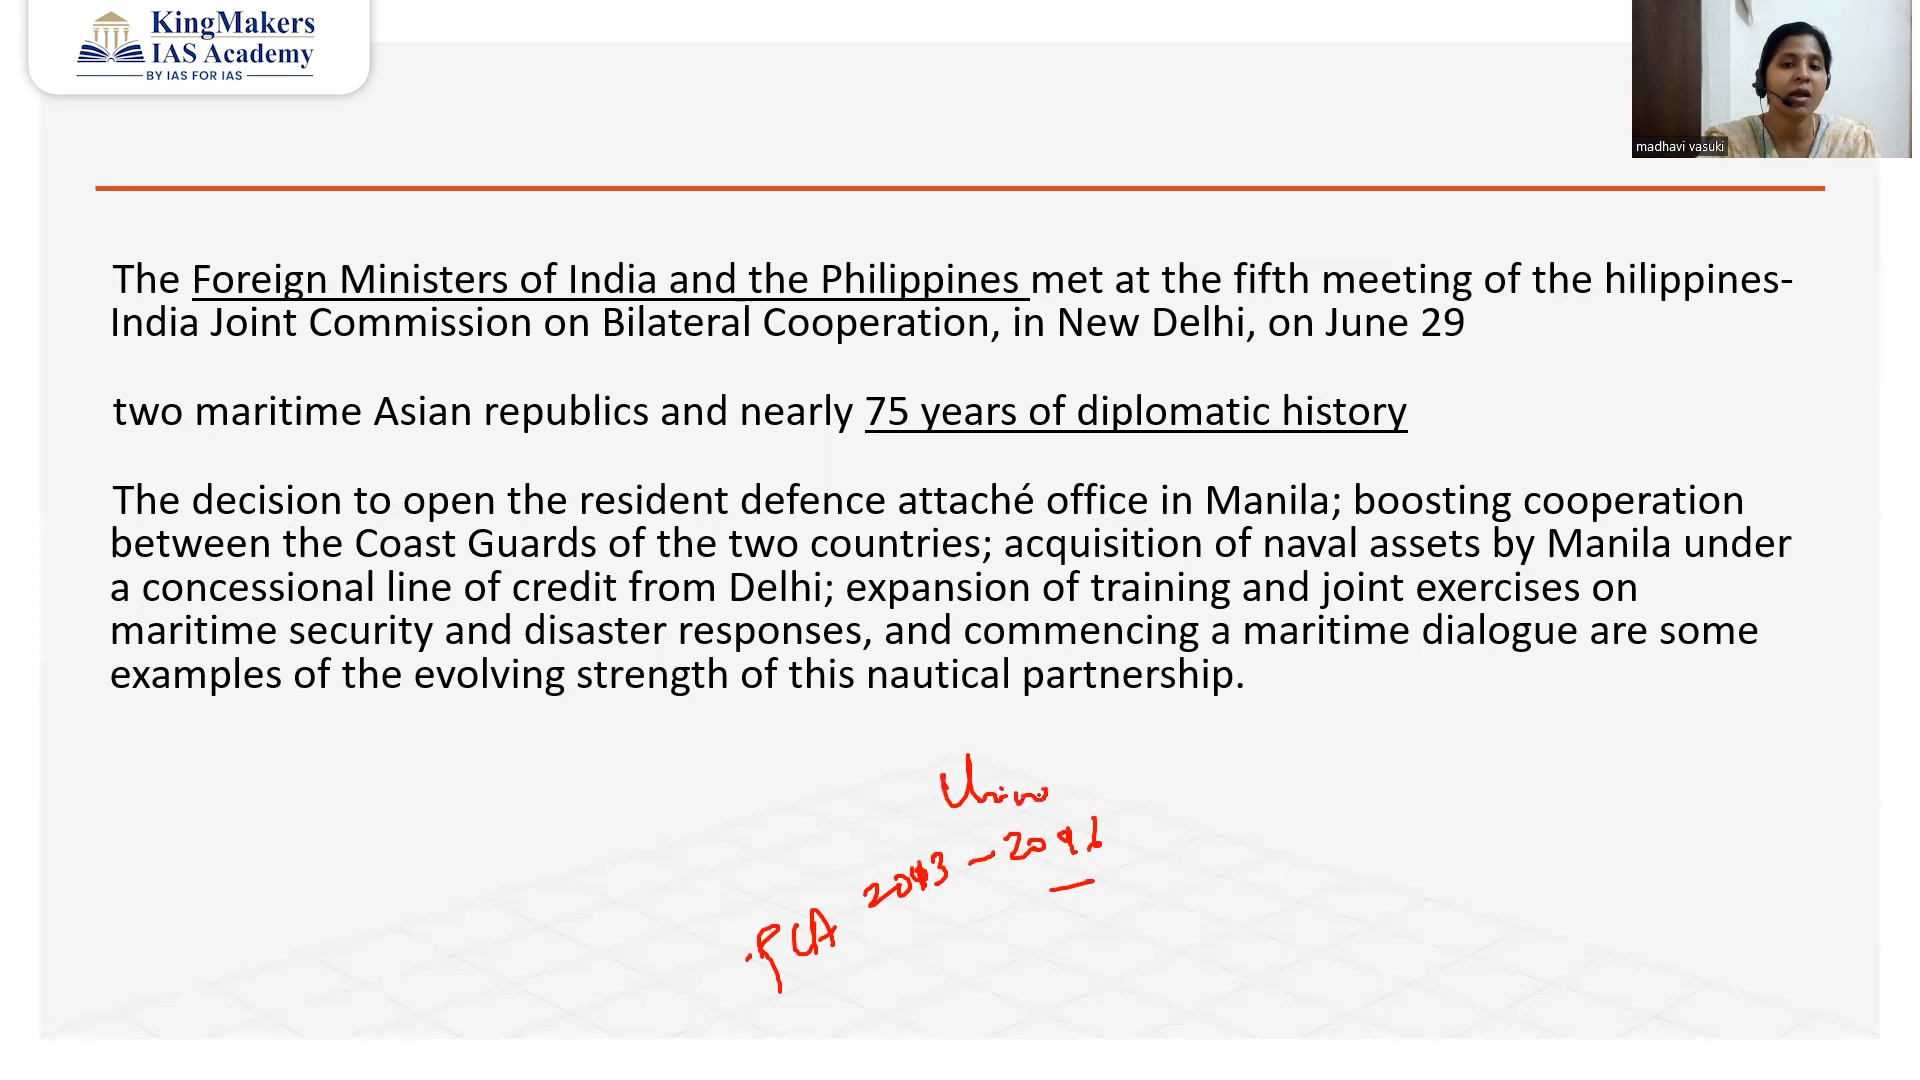 KingMakers
IAS Academy
BY IAS FOR IAS
madhavi vasuki
The Foreign Ministers of India and the Philippines met at the fifth meeting of the hilippines-
India Joint Commission on Bilateral Cooperation, in New Delhi, on June 29
two maritime Asian republics and nearly 75 years of diplomatic history
The decision to open the resident defence attaché office in Manila; boosting cooperation
between the Coast Guards of the two countries; acquisition of naval assets by Manila under
a concessional line of credit from Delhi; expansion of training and joint exercises on
maritime security and disaster responses, and commencing a maritime dialogue are some
examples of the evolving strength of this nautical partnership.
PCA